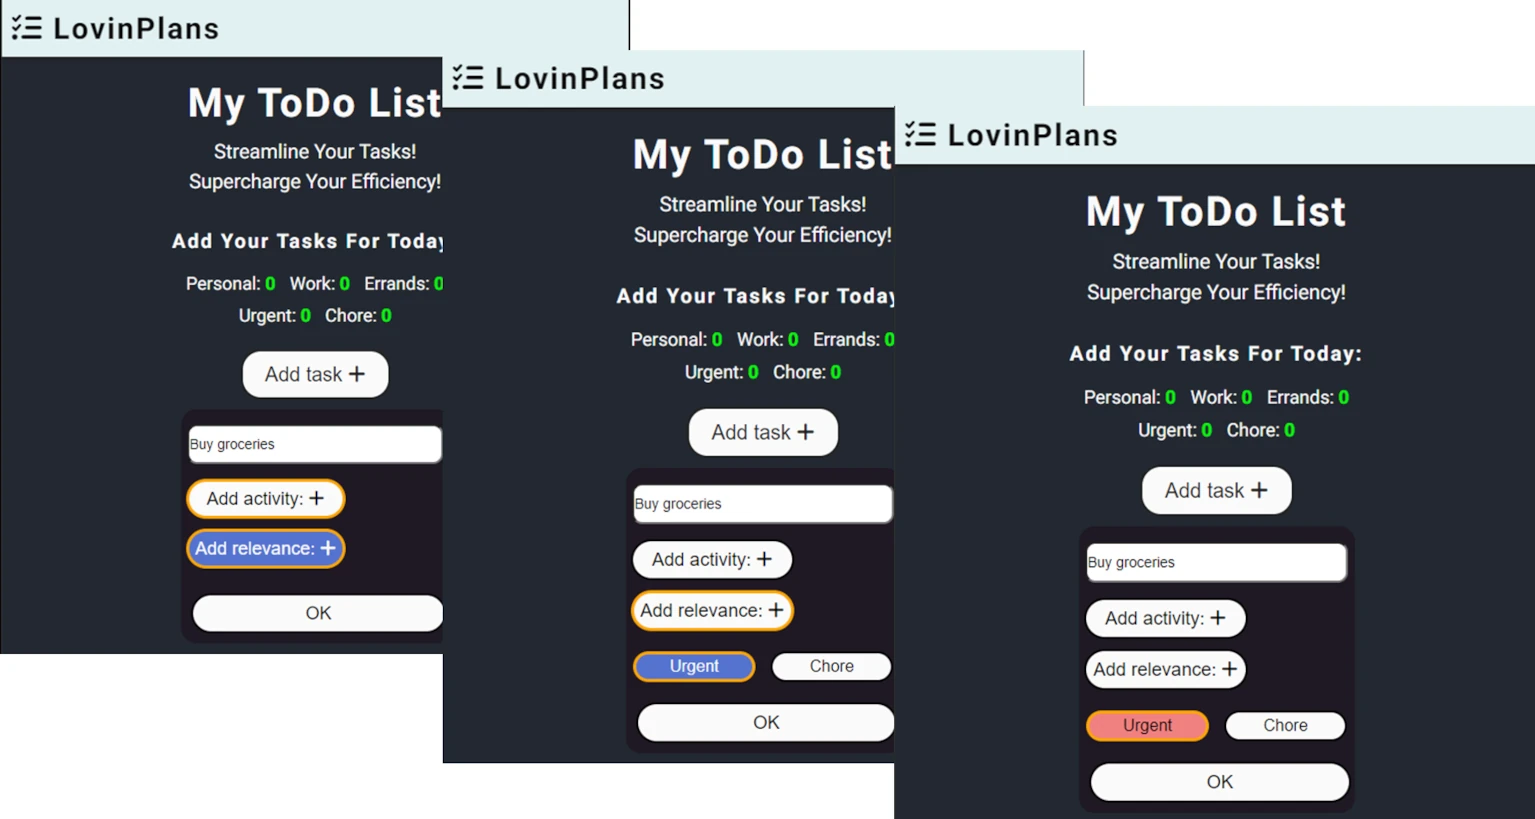 LovinPlans
My ToDo List
Streamline Your Tasks!
Supercharge Your Efficiency!
Add Your Tasks For Today
Personal: 0 Work: 0 Errands: 0
Urgent: 0 Chore: 0
Add task +
Buy groceries
Add activity: +
Add relevance: +
OK
LovinPlans
My ToDo List
Streamline Your Tasks!
Supercharge Your Efficiency!
Add Your Tasks For Today
Personal: 0 Work: 0 Errands: 0
Urgent: 0 Chore: 0
Add task +
Buy groceries
Add activity: +
Add relevance: +
Urgent Chore
OK
LovinPlans
My ToDo List
Streamline Your Tasks!
Supercharge Your Efficiency!
Add Your Tasks For Today:
Personal: 0 Work: 0 Errands: 0
Urgent: 0 Chore: 0
Add task +
Buy groceries
Add activity: +
Add relevance: +
Urgent Chore
OK